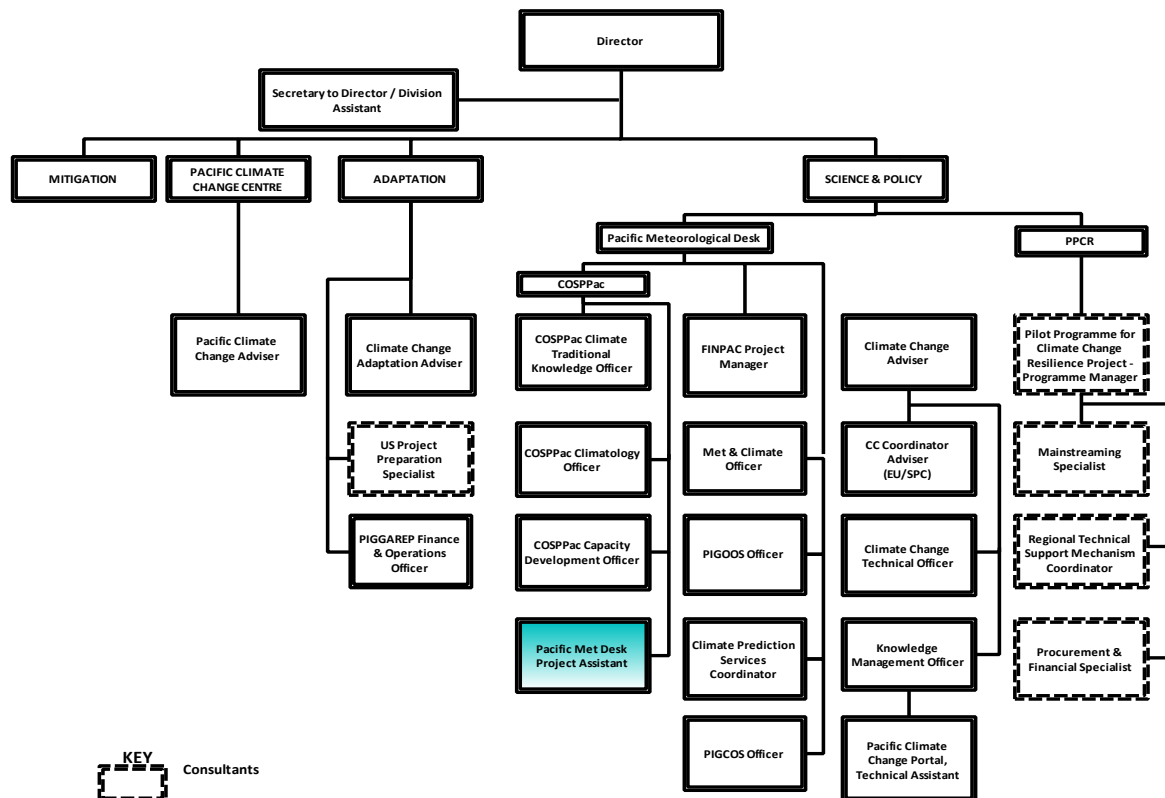 Director
Secretary to Director / Division
Assistant
MITIGATION
PACIFIC CLIMATE
CHANGE CENTRE
ADAPTATION
SCIENCE & POLICY
Pacific Meteorological Desk
PPCR
COSPPac
Pacific Climate
Change Adviser
Climate Change
Adaptation Adviser
COSPPac Climate
Traditional
Knowledge Officer
FINPAC Project
Manager
Climate Change
Adviser
Pilot Programme for
Climate Change
Resilience Project -
Programme Manager
US Project
Preparation
Specialist
COSPPac Climatology
Officer
Met & Climate
Officer
CC Coordinator
Adviser
(EU/SPC)
Mainstreaming
Specialist
PIGGAREP Finance
& Operations
Officer
COSPPac Capacity
Development Officer
PIGOOS Officer
Climate Change
Technical Officer
Regional Technical
Support Mechanism
Coordinator
Pacific Met Desk
Project Assistant
Climate Prediction
Services
Coordinator
Knowledge
Management Officer
Procurement &
Financial Specialist
PIGCOS Officer
Pacific Climate
Change Portal,
Technical Assistant
KEY
Consultants